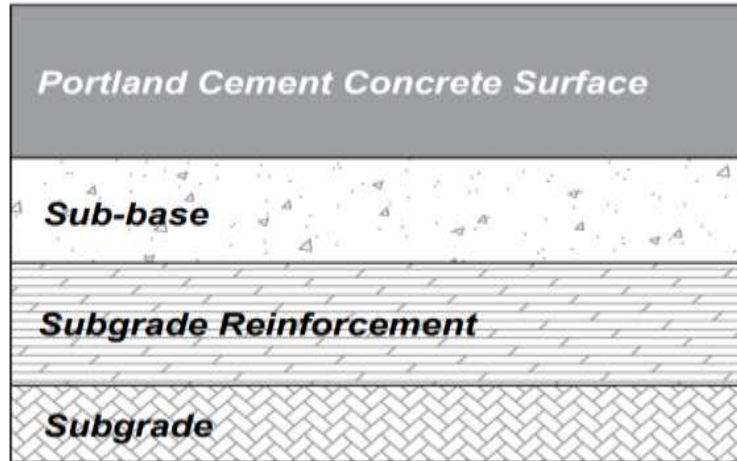 Portland Cement Concrete Surface
Sub-base
Subgrade Reinforcement
Subgrade